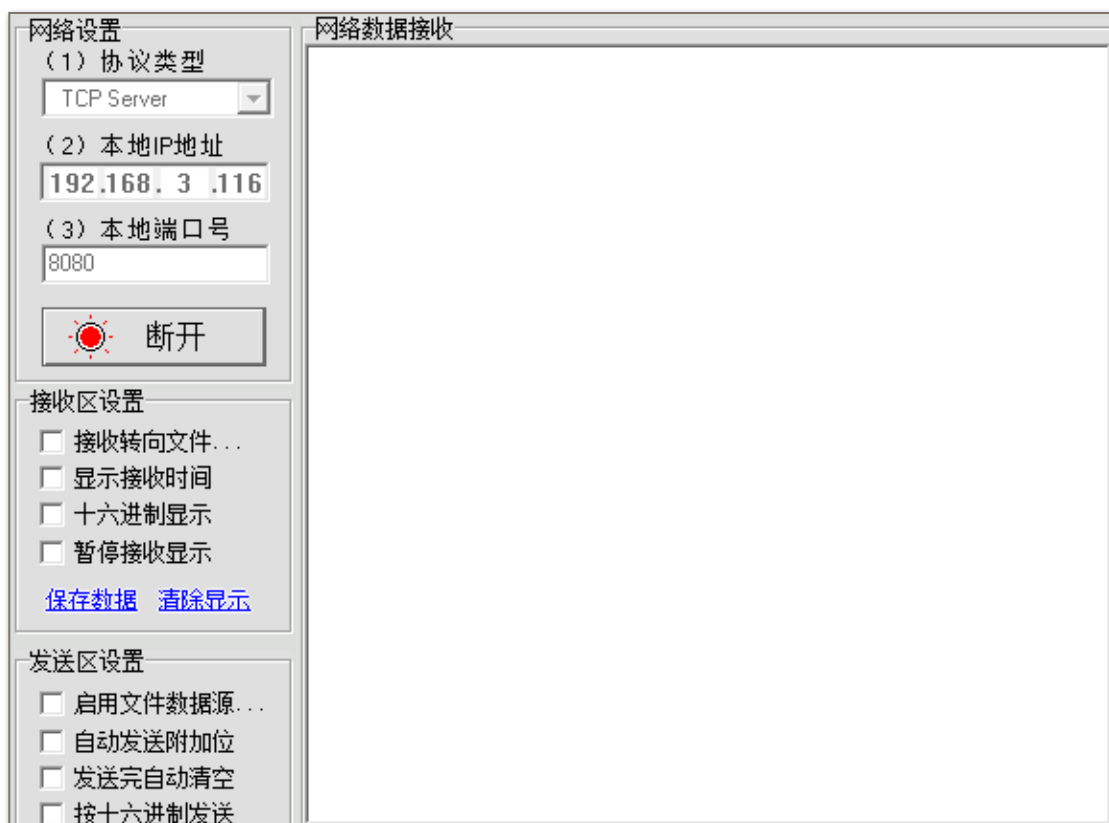 网络设置
（1）协议类型
TCP Server
（2）本地IP地址
192.168. 3 .116
（3）本地端口号
8080
断开
接收区设置
接收转向文件...
显示接收时间
十六进制显示
暂停接收显示
保存数据 清除显示
发送区设置
启用文件数据源...
自动发送附加位
发送完自动清空
按十六进制发送
网络数据接收